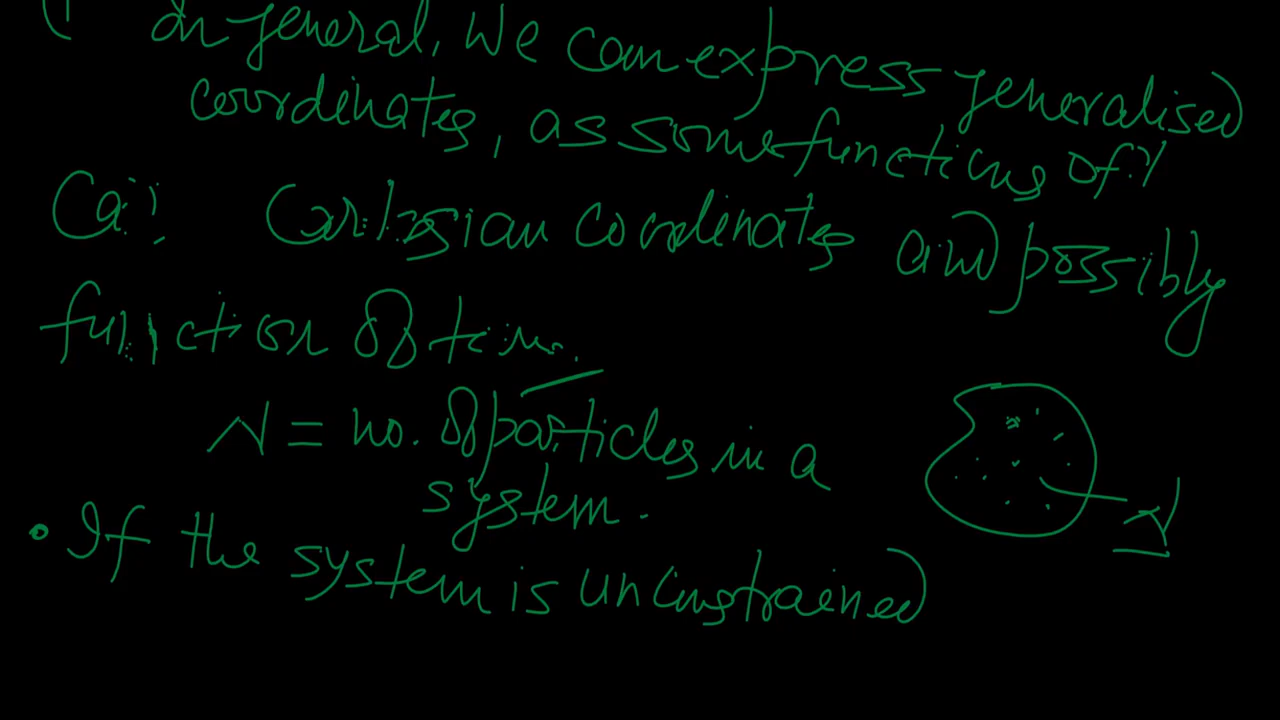 In general, We can express generalised
coordinates, as some functions of
Cartesian coordinates and possibly
function of time.
N = no. of particles in a
system.
N
• If the system is unconstrained